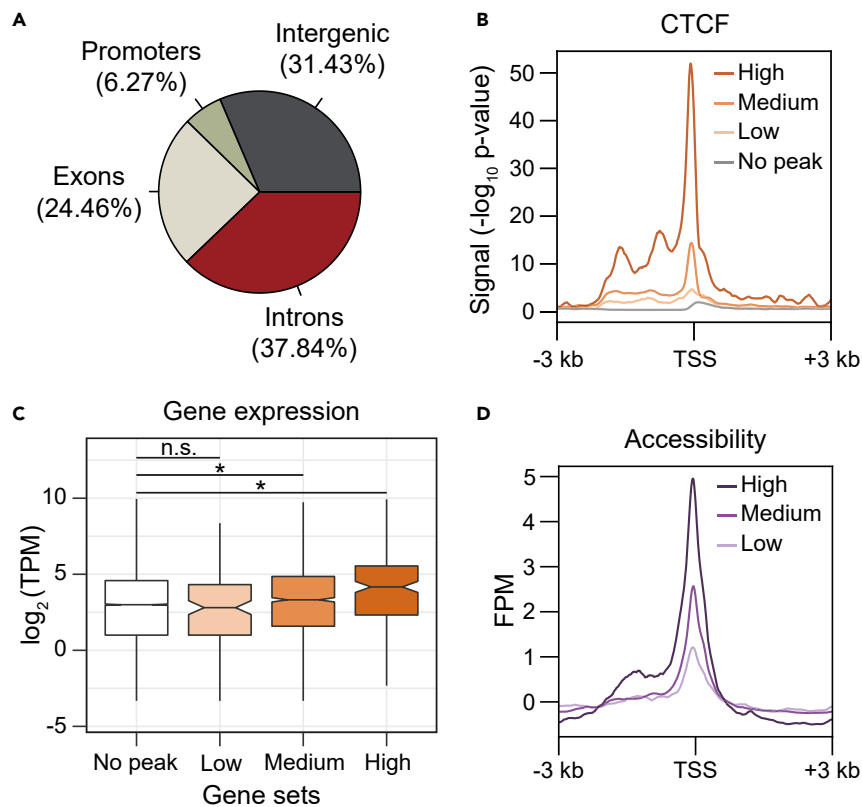 A
Promoters
(6.27%)
Intergenic
(31.43%)
Exons
(24.46%)
Introns
(37.84%)
B
CTCF
Signal (-log10 p-value)
50
40
30
20
10
0
High
Medium
Low
No peak
-3 kb
TSS
+3 kb
C
Gene expression
log2(TPM)
10
5
0
-5
n.s.
*
*
No peak
Low
Medium
High
Gene sets
D
Accessibility
FPM
5
4
3
2
1
0
High
Medium
Low
-3 kb
TSS
+3 kb